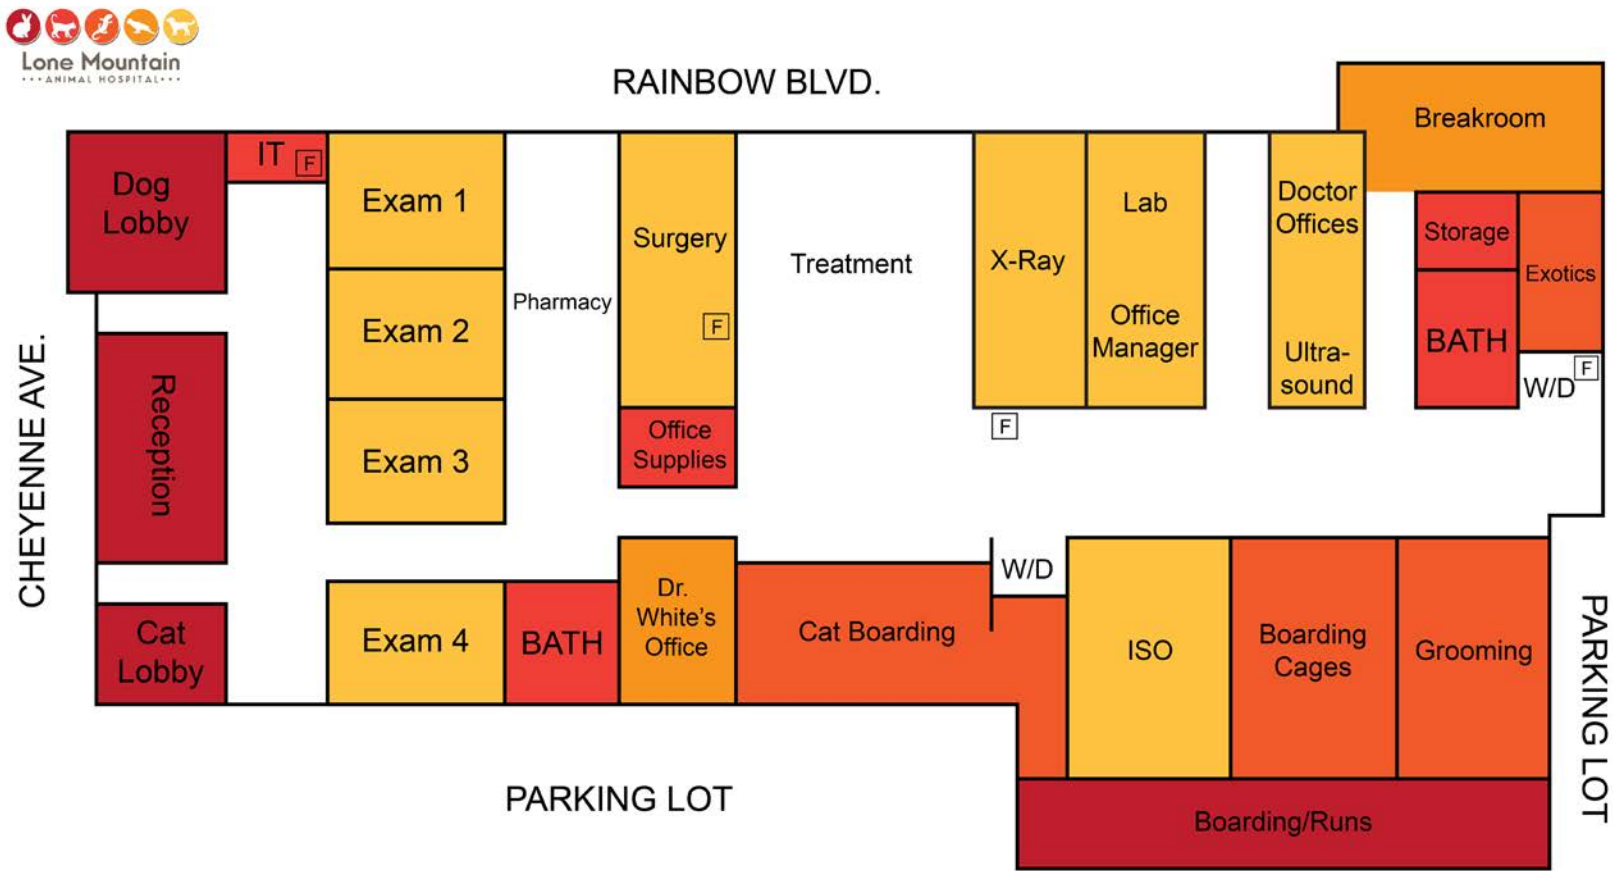 Lone Mountain
···ANIMAL HOSPITAL···
RAINBOW BLVD.
Breakroom
Dog
Lobby
IT
F
Exam 1
Surgery
F
Treatment
X-Ray
Lab
Office
Manager
Doctor
Offices
Ultra-
sound
Storage
Exotics
BATH
F
W/D
Pharmacy
Exam 2
CHEYENNE AVE.
Reception
Exam 3
Office
Supplies
F
Cat
Lobby
Exam 4
BATH
Dr.
White's
Office
Cat Boarding
W/D
ISO
Boarding
Cages
Grooming
PARKING LOT
PARKING LOT
Boarding/Runs